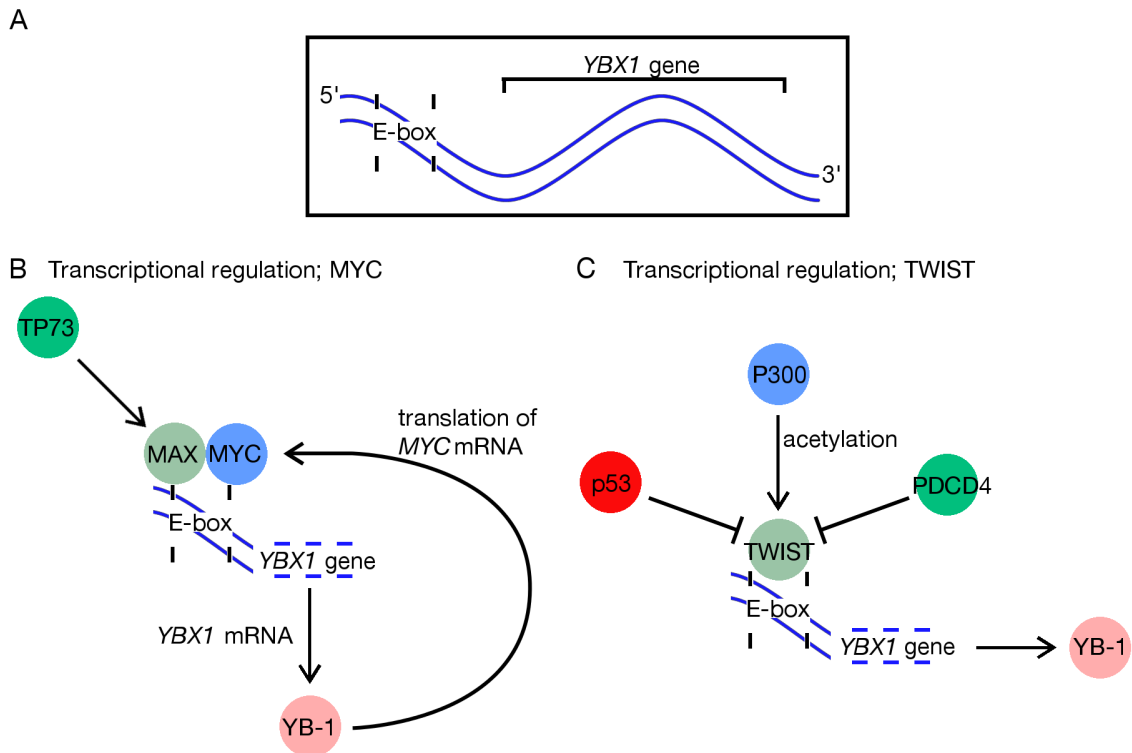 A
YBX1 gene
5'
E-box
3'
B Transcriptional regulation; MYC
TP73
translation of
MYC mRNA
MAX
MYC
E-box
YBX1 gene
YBX1 mRNA
YB-1
C Transcriptional regulation; TWIST
P300
acetylation
p53
PDCD4
TWIST
E-box
YBX1 gene
YB-1